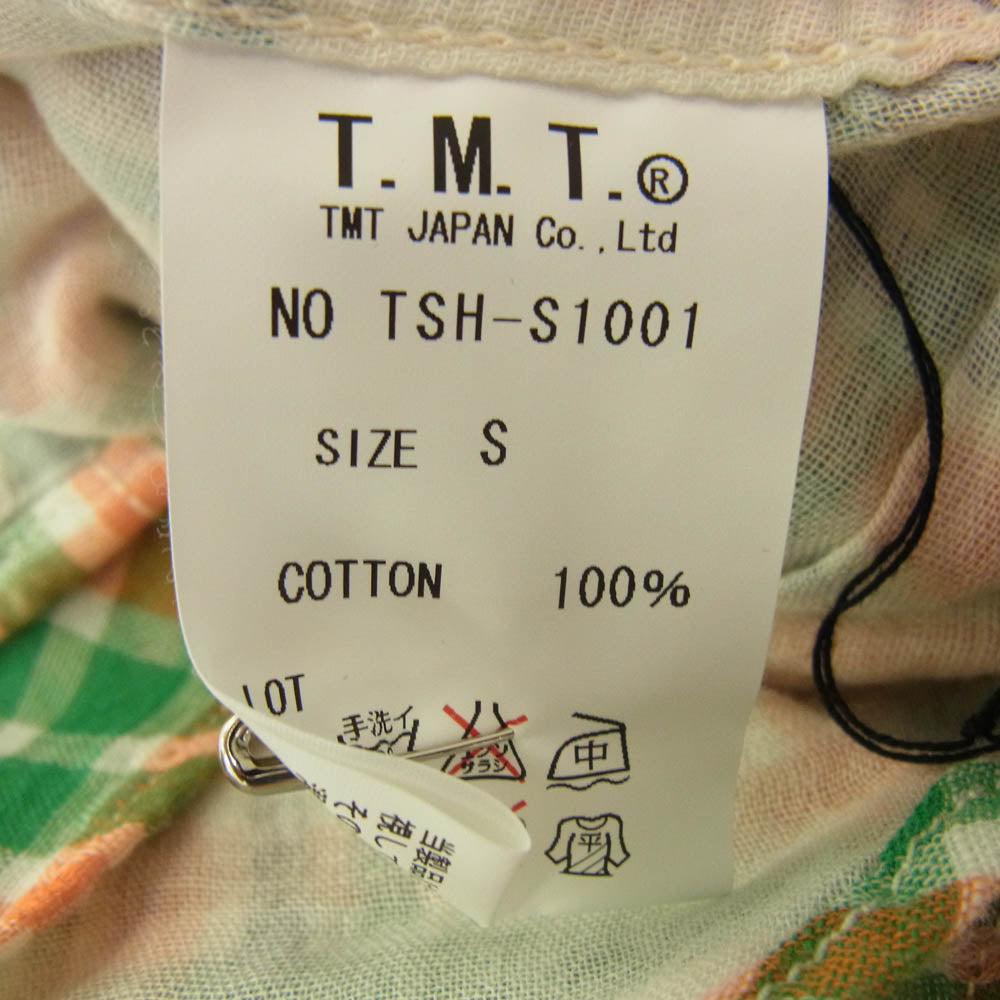 T.M.T.®
TMT JAPAN Co.,Ltd
NO TSH-S1001
SIZE S
COTTON 100%
LOT
手洗イ
サラシ
中
平